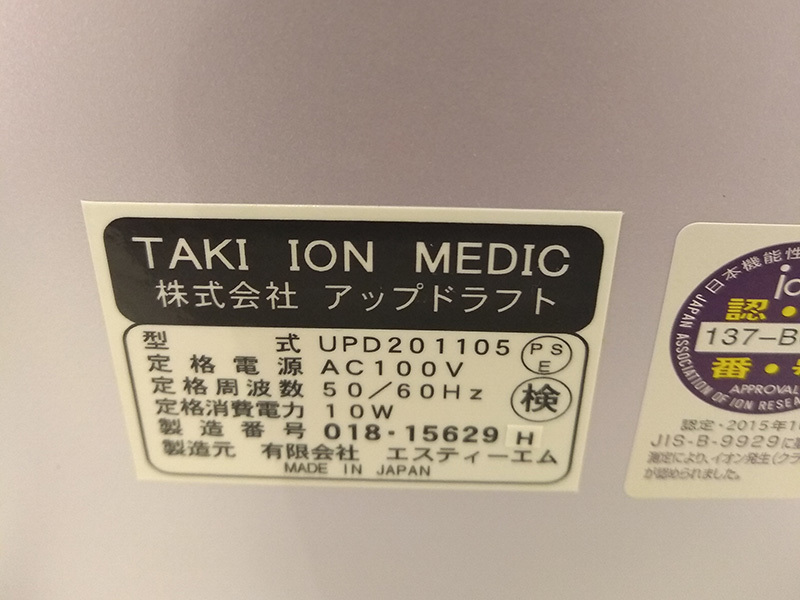 TAKI ION MEDIC
株式会社 アップドラフト
型式 UPD201105
PSE
定格電源 AC100V
定格周波数 50/60Hz
検
定格消費電力 10W
製造番号 018・15629 H
製造元 有限会社 エスティーエム
MADE IN JAPAN
日本機能性
認・
137-B
番・
JAPAN ASSOCIATION OF ION RESEA
APPROVAL
認定・2015年1
JIS-B-9929に
測定により、イオン発生(クラ
が認められました。